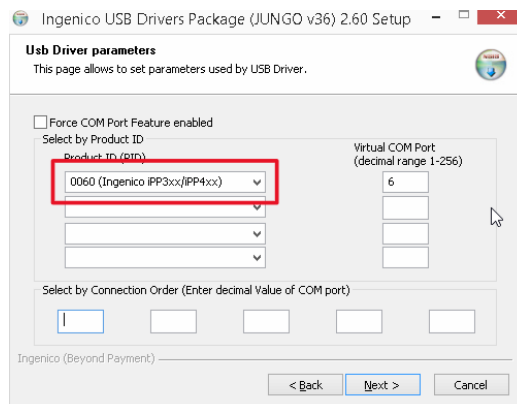 Ingenico USB Drivers Package (JUNGO v36) 2.60 Setup
Usb Driver parameters
This page allows to set parameters used by USB Driver.
Force COM Port Feature enabled
Select by Product ID
Product ID (PID)
Virtual COM Port
(decimal range 1-256)
0060 (Ingenico iPP3xx/iPP4xx)
6
Select by Connection Order (Enter decimal Value of COM port)
Ingenico (Beyond Payment)
< Back
Next >
Cancel